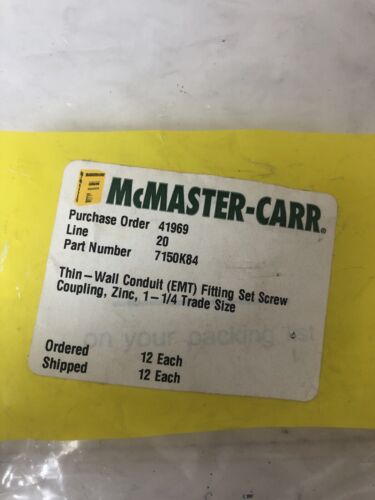 McMASTER-CARR®
Purchase Order 41969
Line 20
Part Number 7150K84
Thin-Wall Conduit (EMT) Fitting Set Screw
Coupling, Zinc, 1-1/4 Trade Size
on your packing list
Ordered 12 Each
Shipped 12 Each